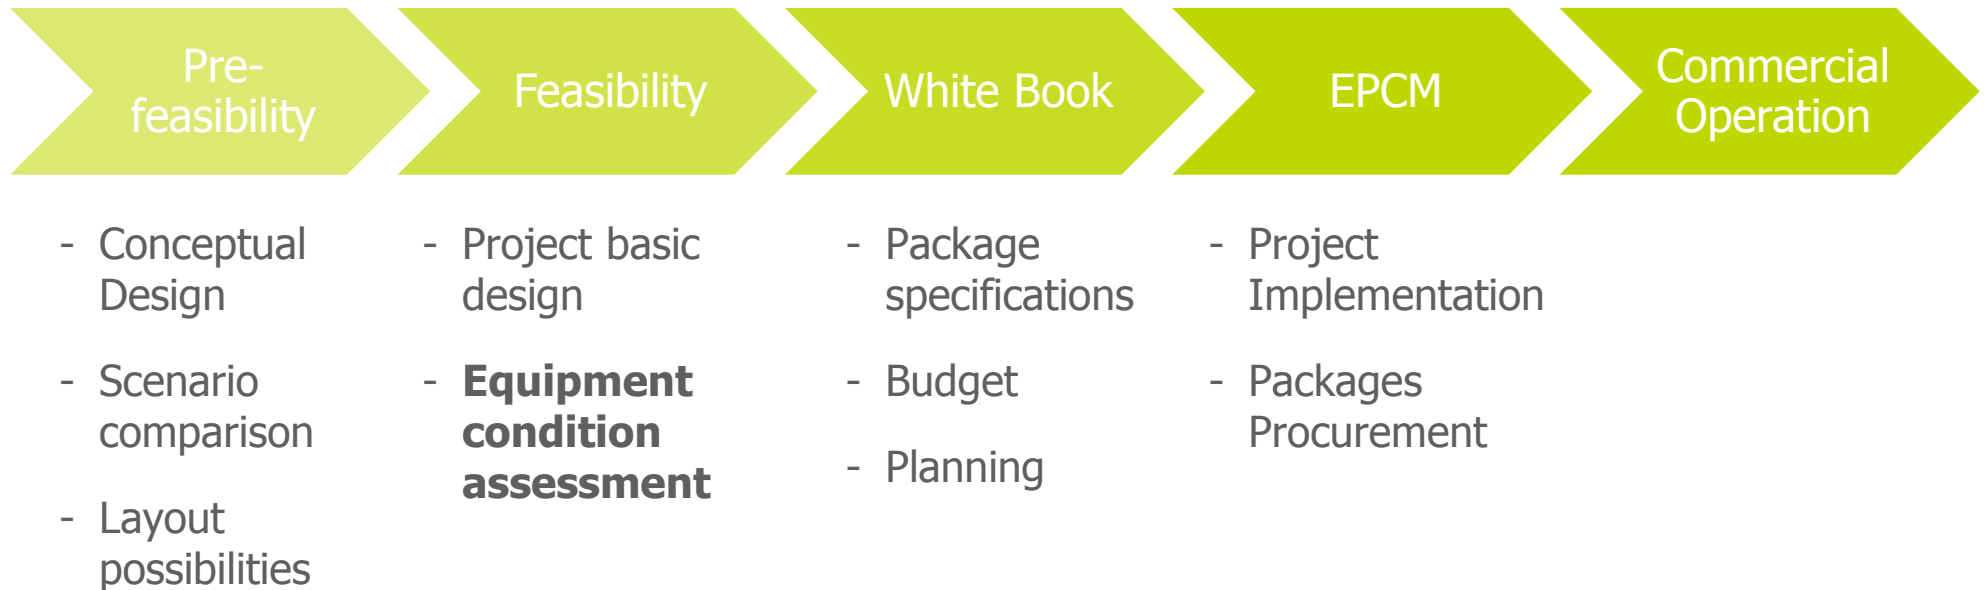 Pre-
feasibility
Feasibility
White Book
EPCM
Commercial
Operation
- Conceptual
Design
- Scenario
comparison
- Layout
possibilities
- Project basic
design
- Equipment
condition
assessment
- Package
specifications
- Budget
- Planning
- Project
Implementation
- Packages
Procurement